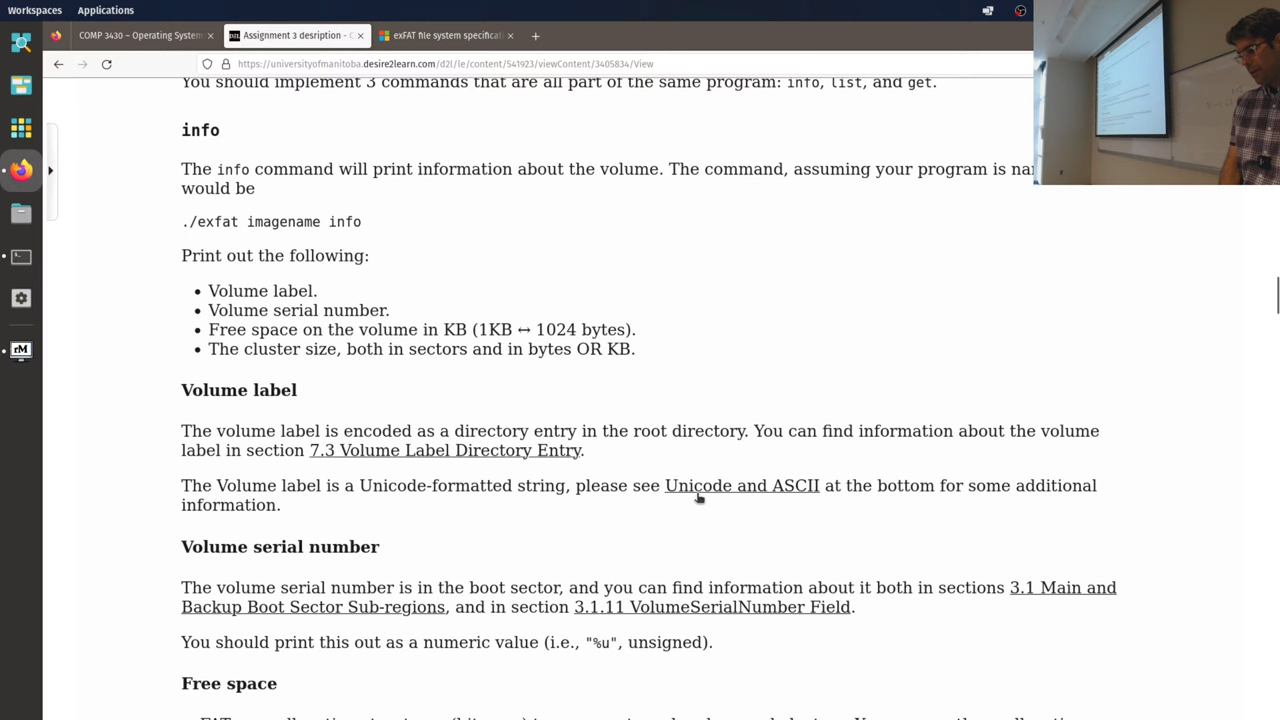 Workspaces Applications
COMP 3430 – Operating System
Assignment 3 desription -
exFAT file system specificati
https://universityofmanitoba.desire2learn.com/d2l/le/content/541923/viewContent/3405834/View
You should implement 3 commands that are all part of the same program: info, list, and get.
info
The info command will print information about the volume. The command, assuming your program is
would be
./exfat imagename info
Print out the following:
• Volume label.
• Volume serial number.
• Free space on the volume in KB (1KB ↔ 1024 bytes).
• The cluster size, both in sectors and in bytes OR KB.
Volume label
The volume label is encoded as a directory entry in the root directory. You can find information about the volume
label in section 7.3 Volume Label Directory Entry.
The Volume label is a Unicode-formatted string, please see Unicode and ASCII at the bottom for some additional
information.
Volume serial number
The volume serial number is in the boot sector, and you can find information about it both in sections 3.1 Main and
Backup Boot Sector Sub-regions, and in section 3.1.11 VolumeSerialNumber Field.
You should print this out as a numeric value (i.e., "%u", unsigned).
Free space
rM